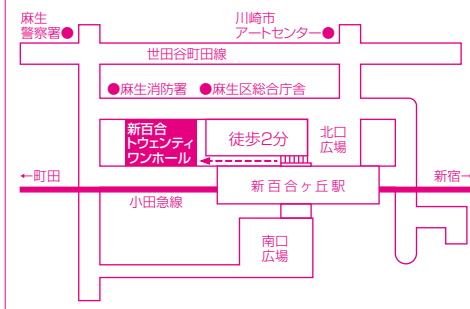 麻生
警察署●
川崎市
アートセンター●
世田谷町田線
●麻生消防署 ●麻生区総合庁舎
新百合
トウェンティ
ワンホール
徒歩2分
北口
広場
←町田
新宿→
新百合ヶ丘駅
小田急線
南口
広場